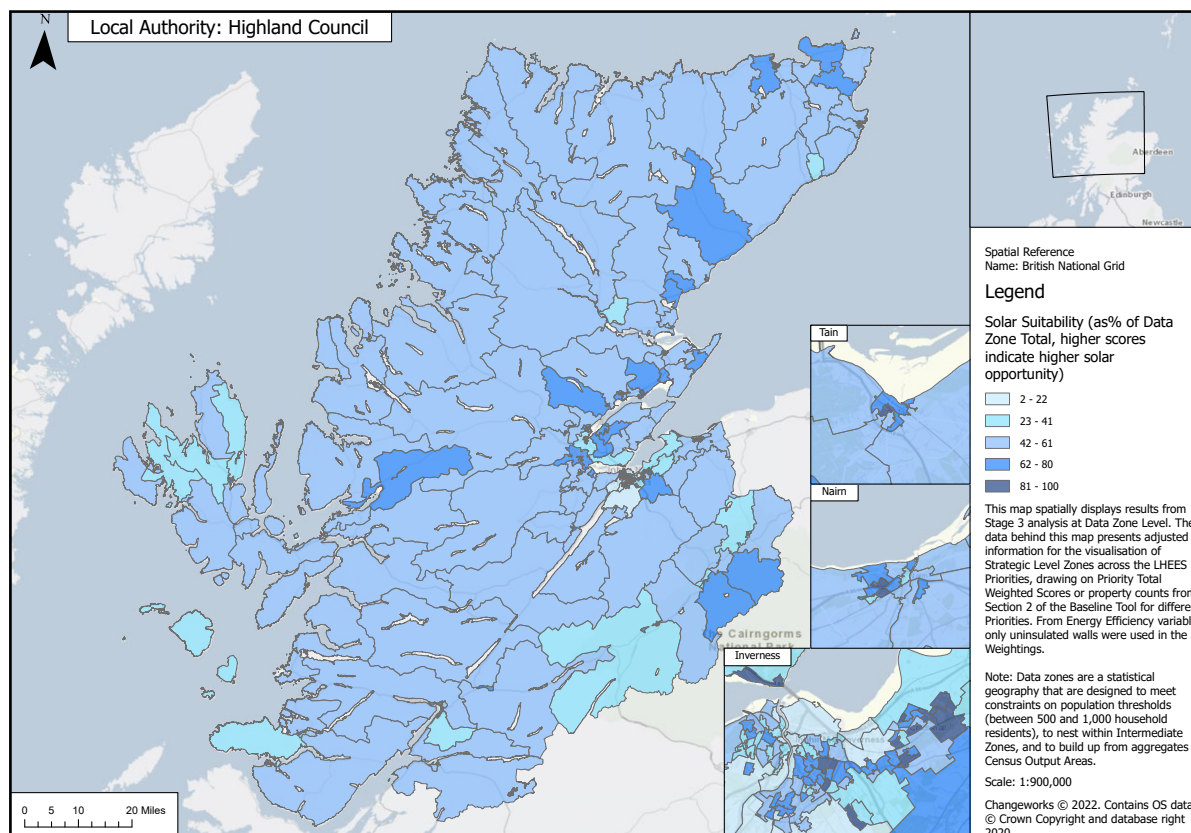 Local Authority: Highland Council
N
Aberdeen
Edinburgh
Newcastle
Spatial Reference
Name: British National Grid
Legend
Solar Suitability (as% of Data
Zone Total, higher scores
indicate higher solar
opportunity)
2 - 22
23 - 41
42 - 61
62 - 80
81 - 100
This map spatially displays results from
Stage 3 analysis at Data Zone Level. The
data behind this map presents adjusted
information for the visualisation of
Strategic Level Zones across the LHEES
Priorities, drawing on Priority Total
Weighted Scores or property counts from
Section 2 of the Baseline Tool for differe
Priorities. From Energy Efficiency variabl
only uninsulated walls were used in the
Weightings.
Note: Data zones are a statistical
geography that are designed to meet
constraints on population thresholds
(between 500 and 1,000 household
residents), to nest within Intermediate
Zones, and to build up from aggregates
Census Output Areas.
Scale: 1:900,000
Changeworks © 2022. Contains OS data
© Crown Copyright and database right
2020
Tain
Nairn
Inverness
Cairngorms
National Park
0 5 10 20 Miles